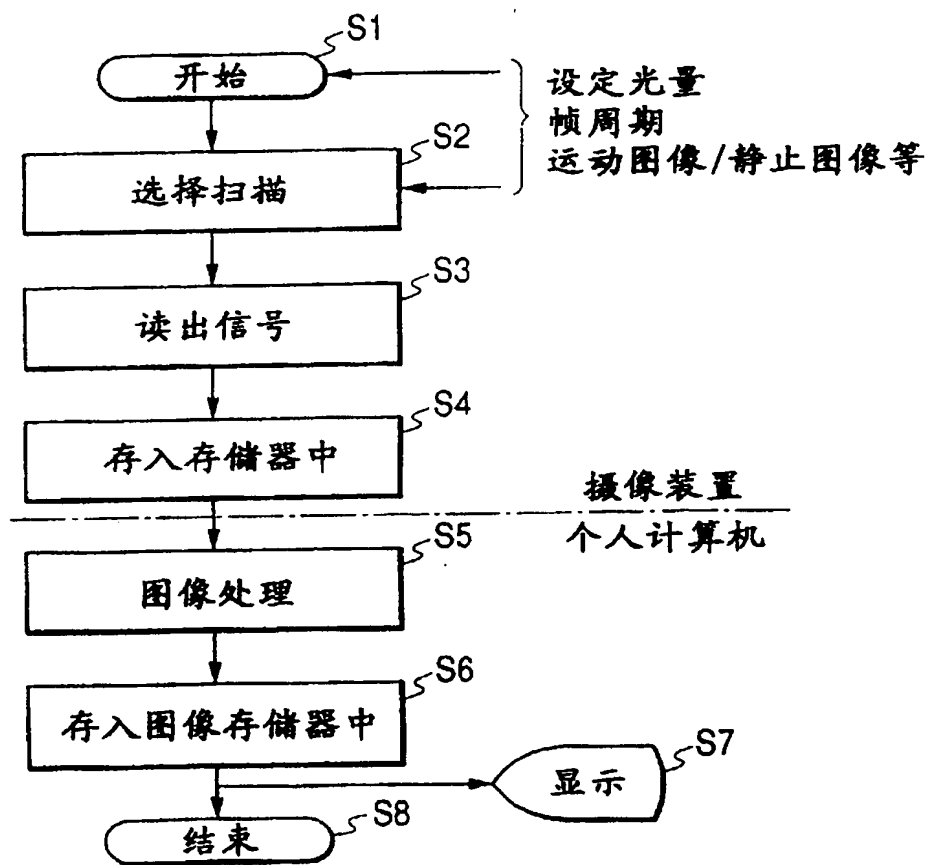 S1
开始
设定光量
帧周期
运动图像/静止图像等
S2
选择扫描
S3
读出信号
S4
存入存储器中
摄像装置
个人计算机
S5
图像处理
S6
存入图像存储器中
S7
显示
S8
结束